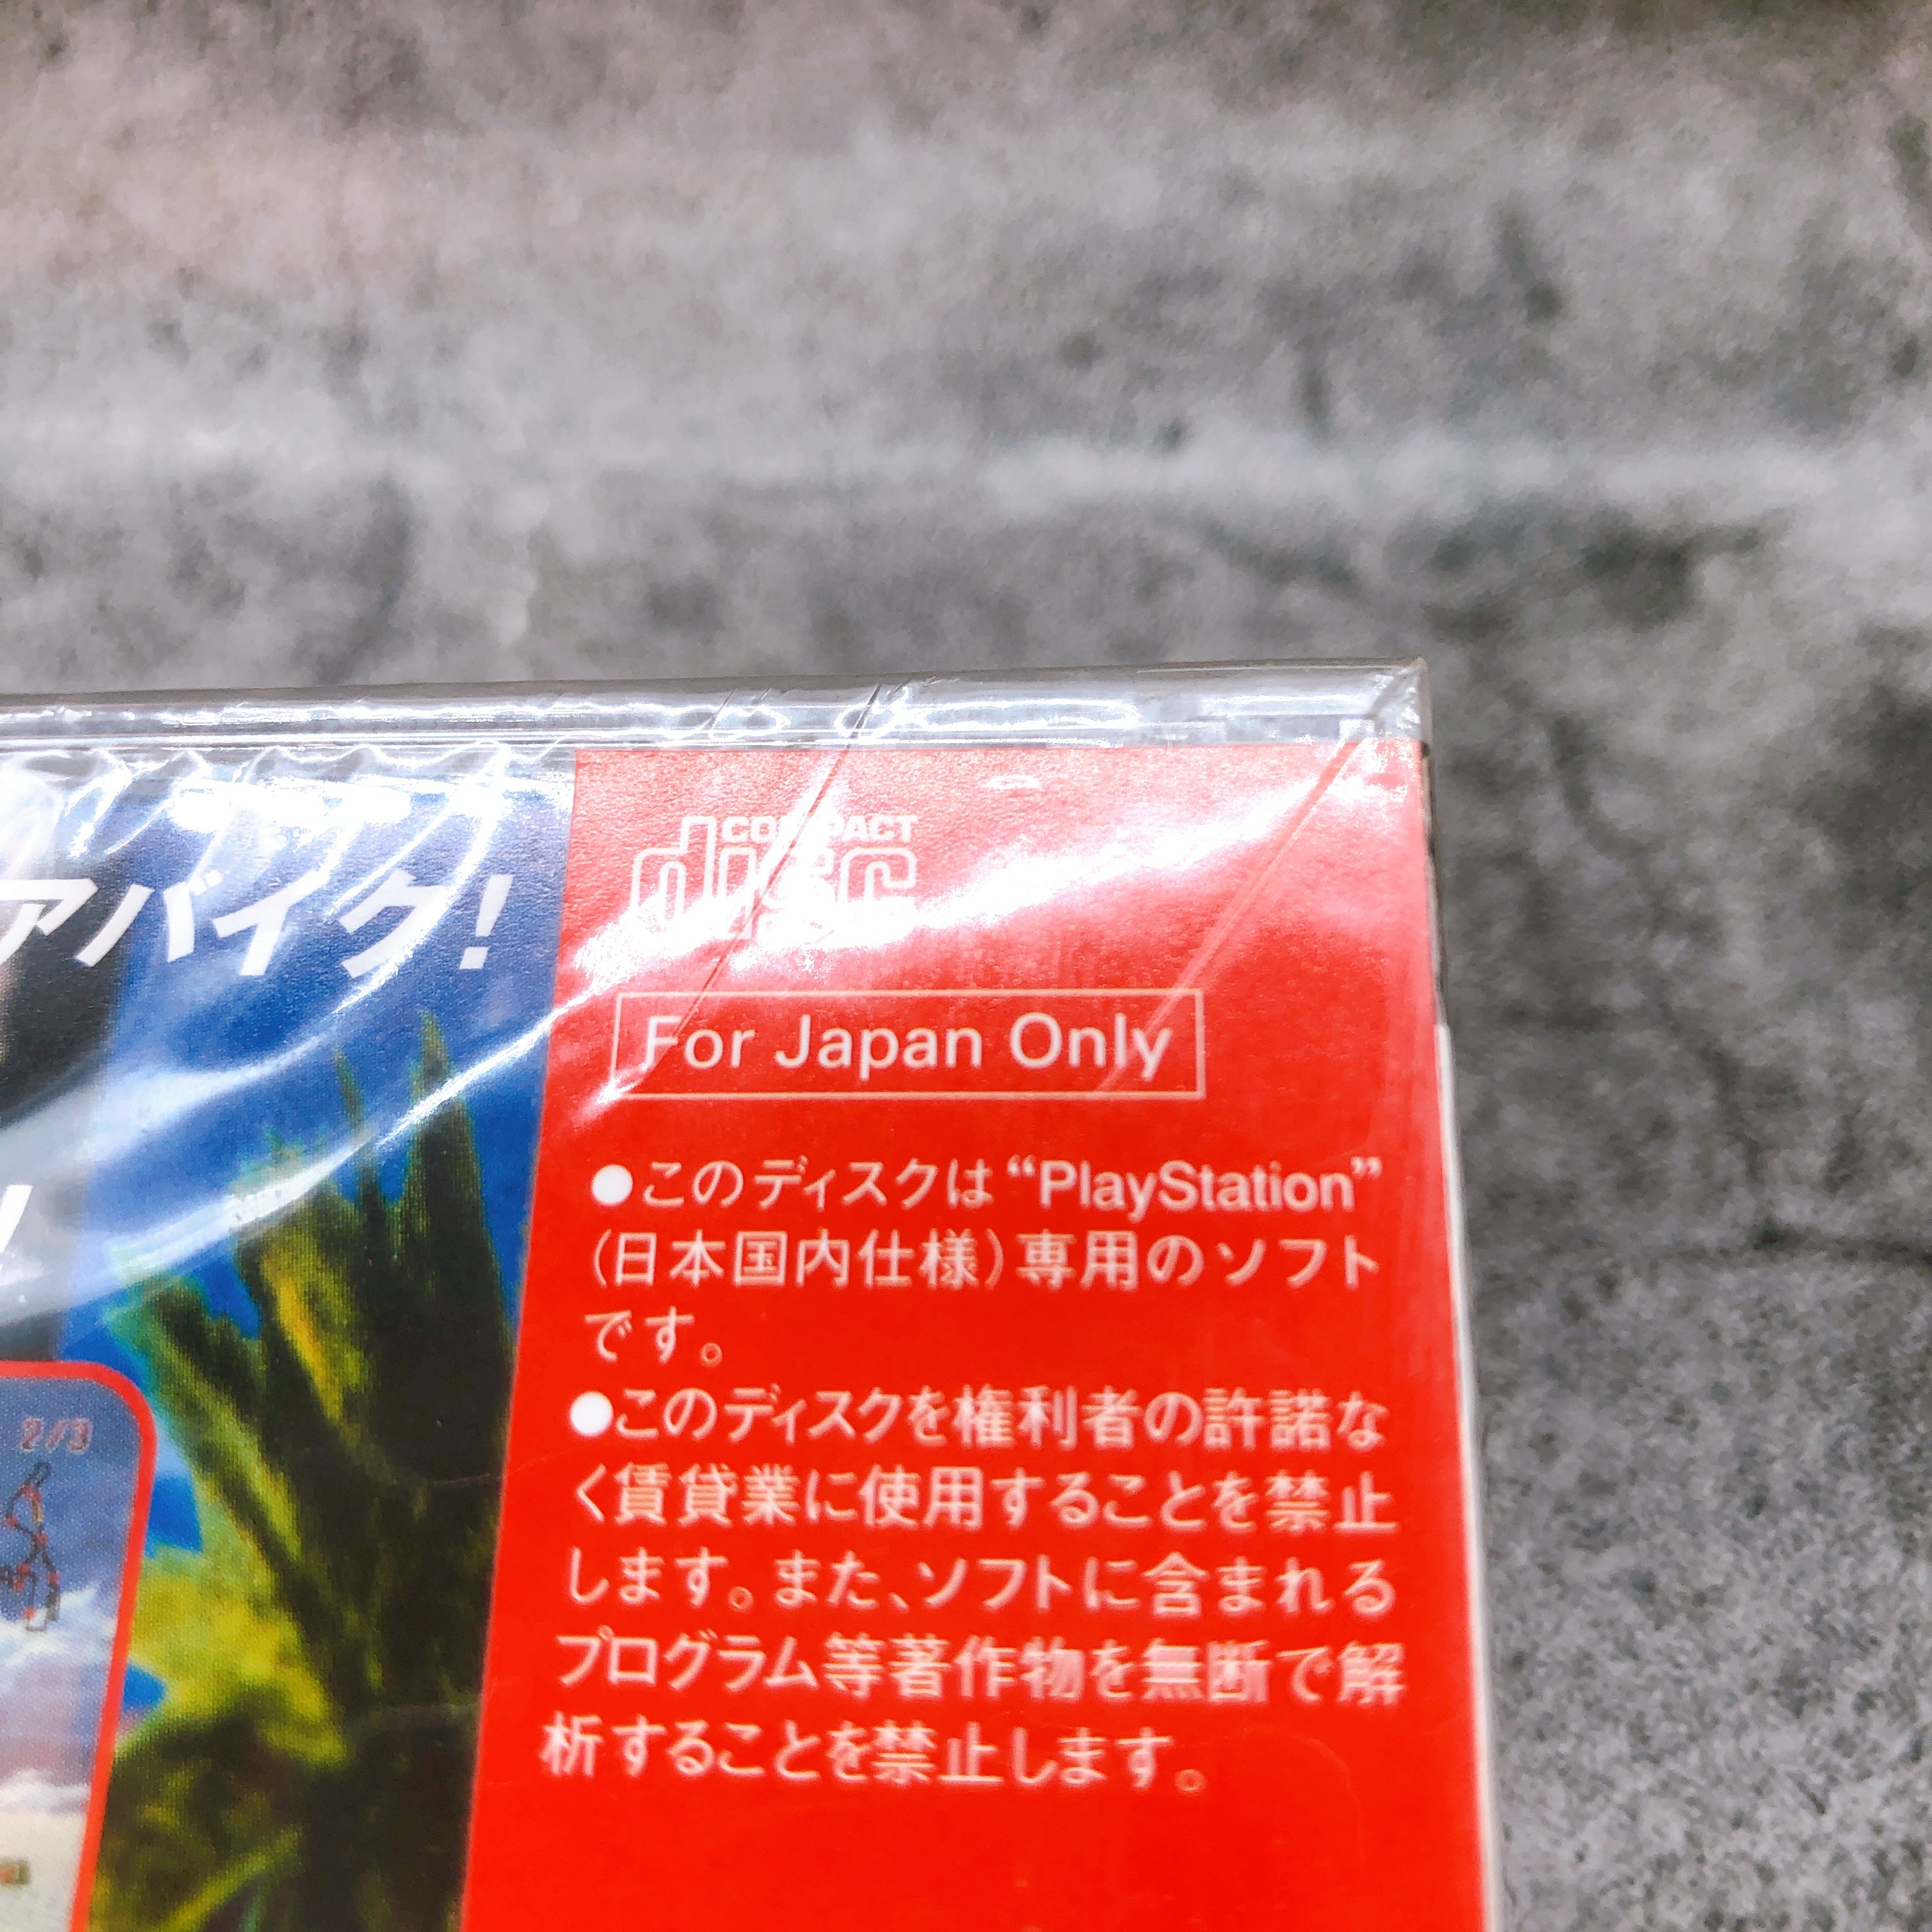 アバイク!
!
COMPACT
disc
For Japan Only
●このディスクは“PlayStation”
(日本国内仕様)専用のソフト
です。
●このディスクを権利者の許諾な
く賃貸業に使用することを禁止
します。また、ソフトに含まれる
プログラム等著作物を無断で解
析することを禁止します。
2/3